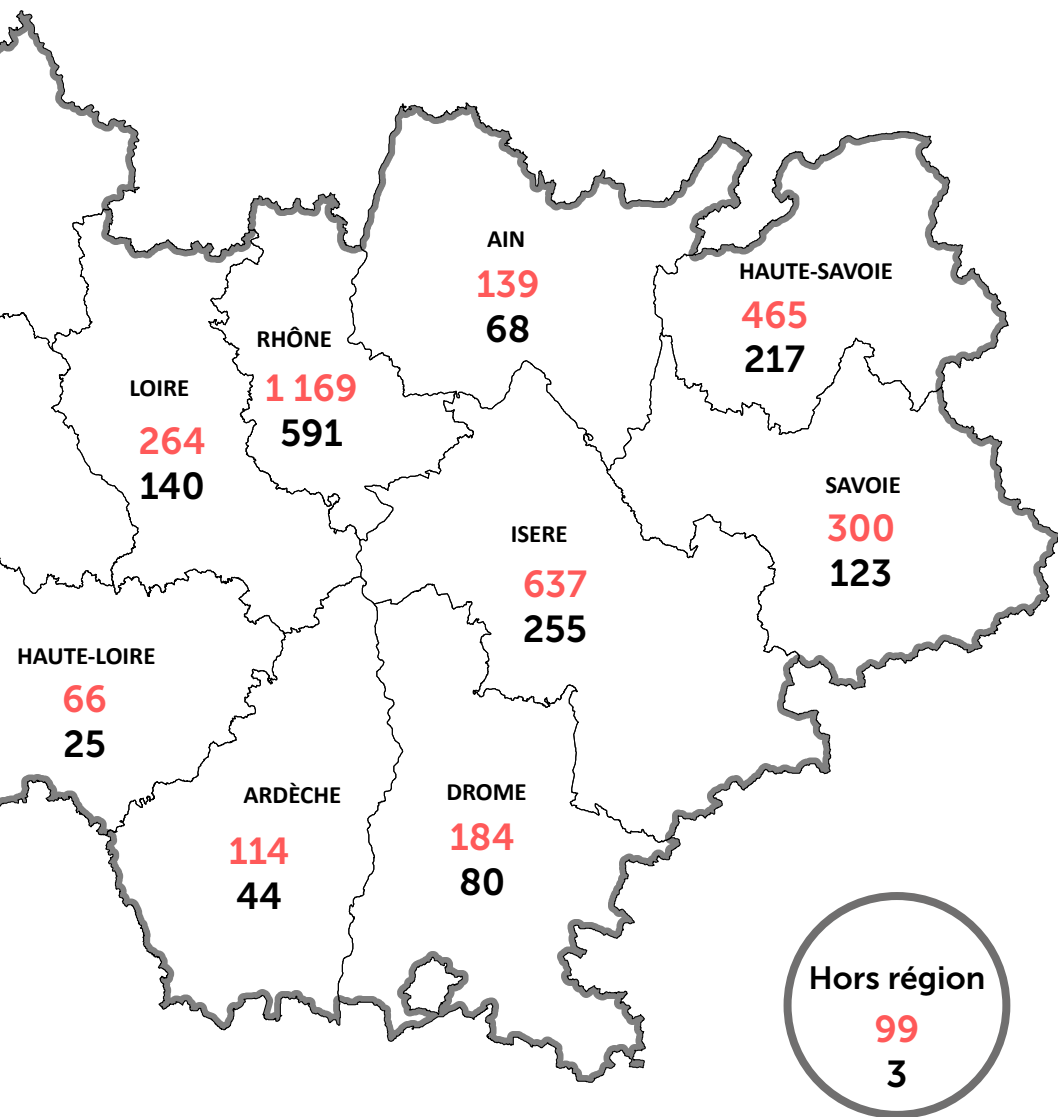 AIN
139
68
HAUTE-SAVOIE
465
217
RHÔNE
1 169
591
LOIRE
264
140
SAVOIE
300
123
ISERE
637
255
HAUTE-LOIRE
66
25
ARDÈCHE
114
44
DROME
184
80
Hors région
99
3